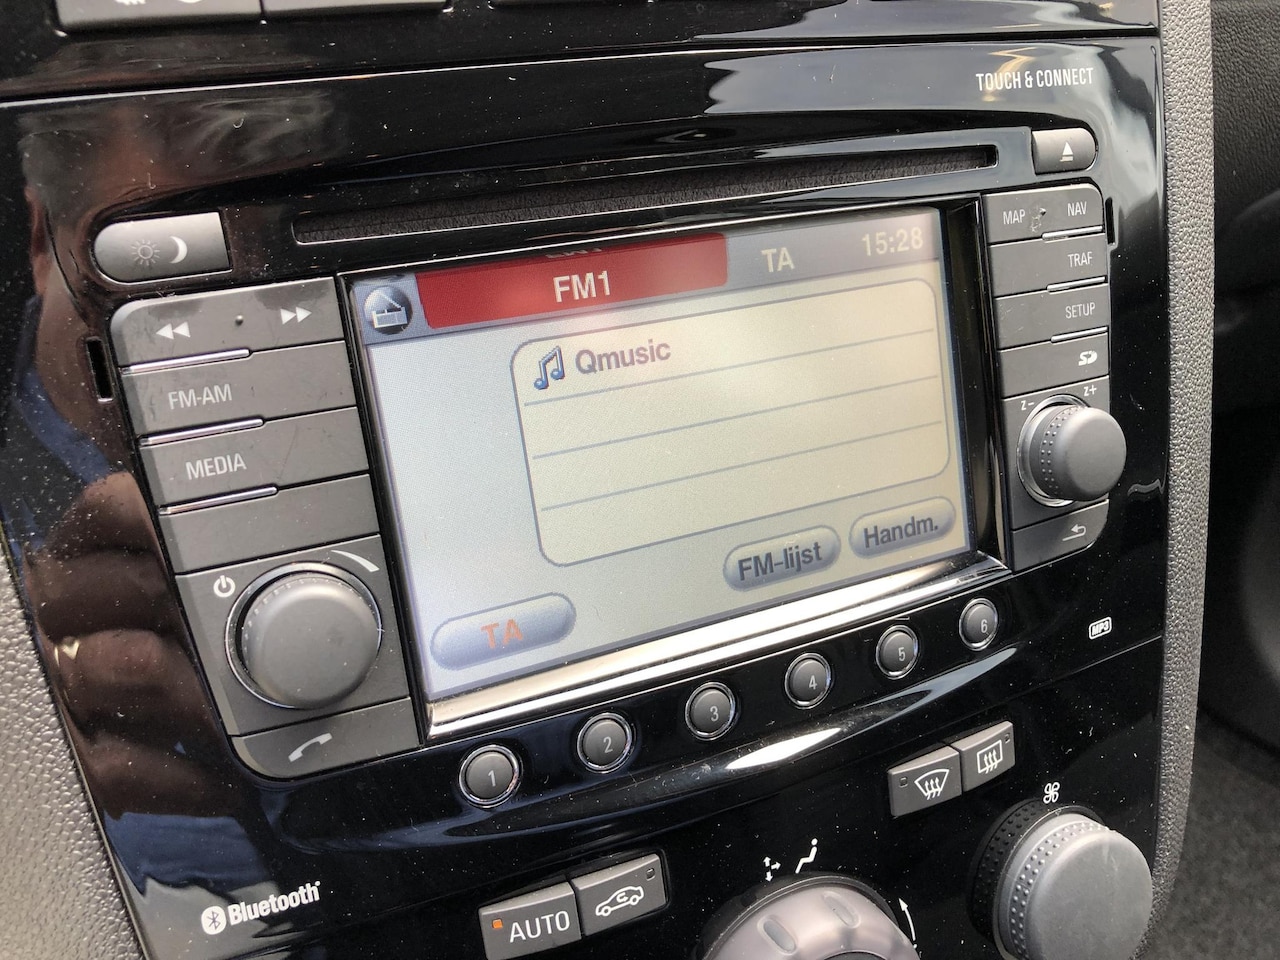 TOUCH & CONNECT
MAP NAV
TRAF
SETUP
z- z+
FM-AM
MEDIA
FM1
TA
15:28
Qmusic
FM-lijst
Handm.
TA
1
2
3
4
5
6
MP3
Bluetooth®
AUTO